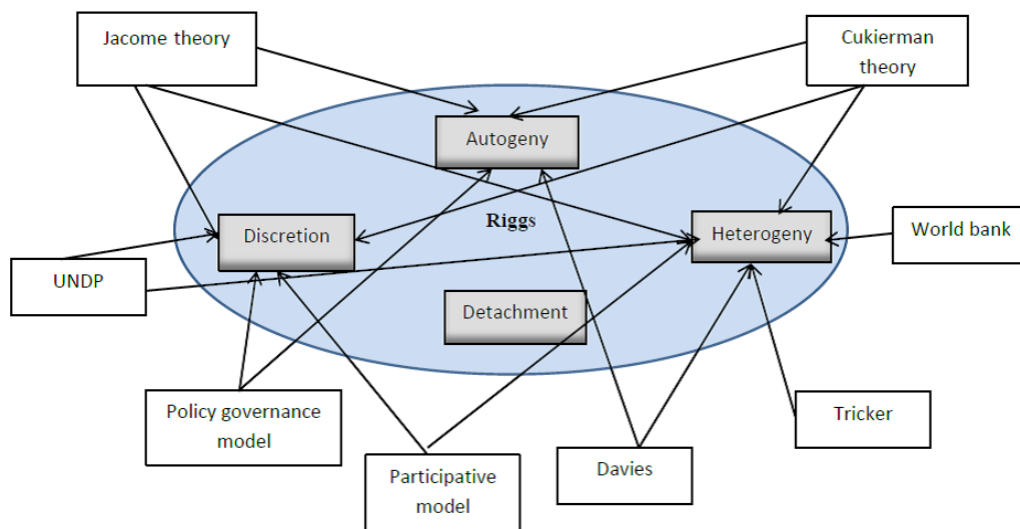 Jacome theory
Cukierman
theory
Autogeny
Riggs
Discretion
Heterogeny
World bank
UNDP
Detachment
Policy governance
model
Tricker
Participative
model
Davies